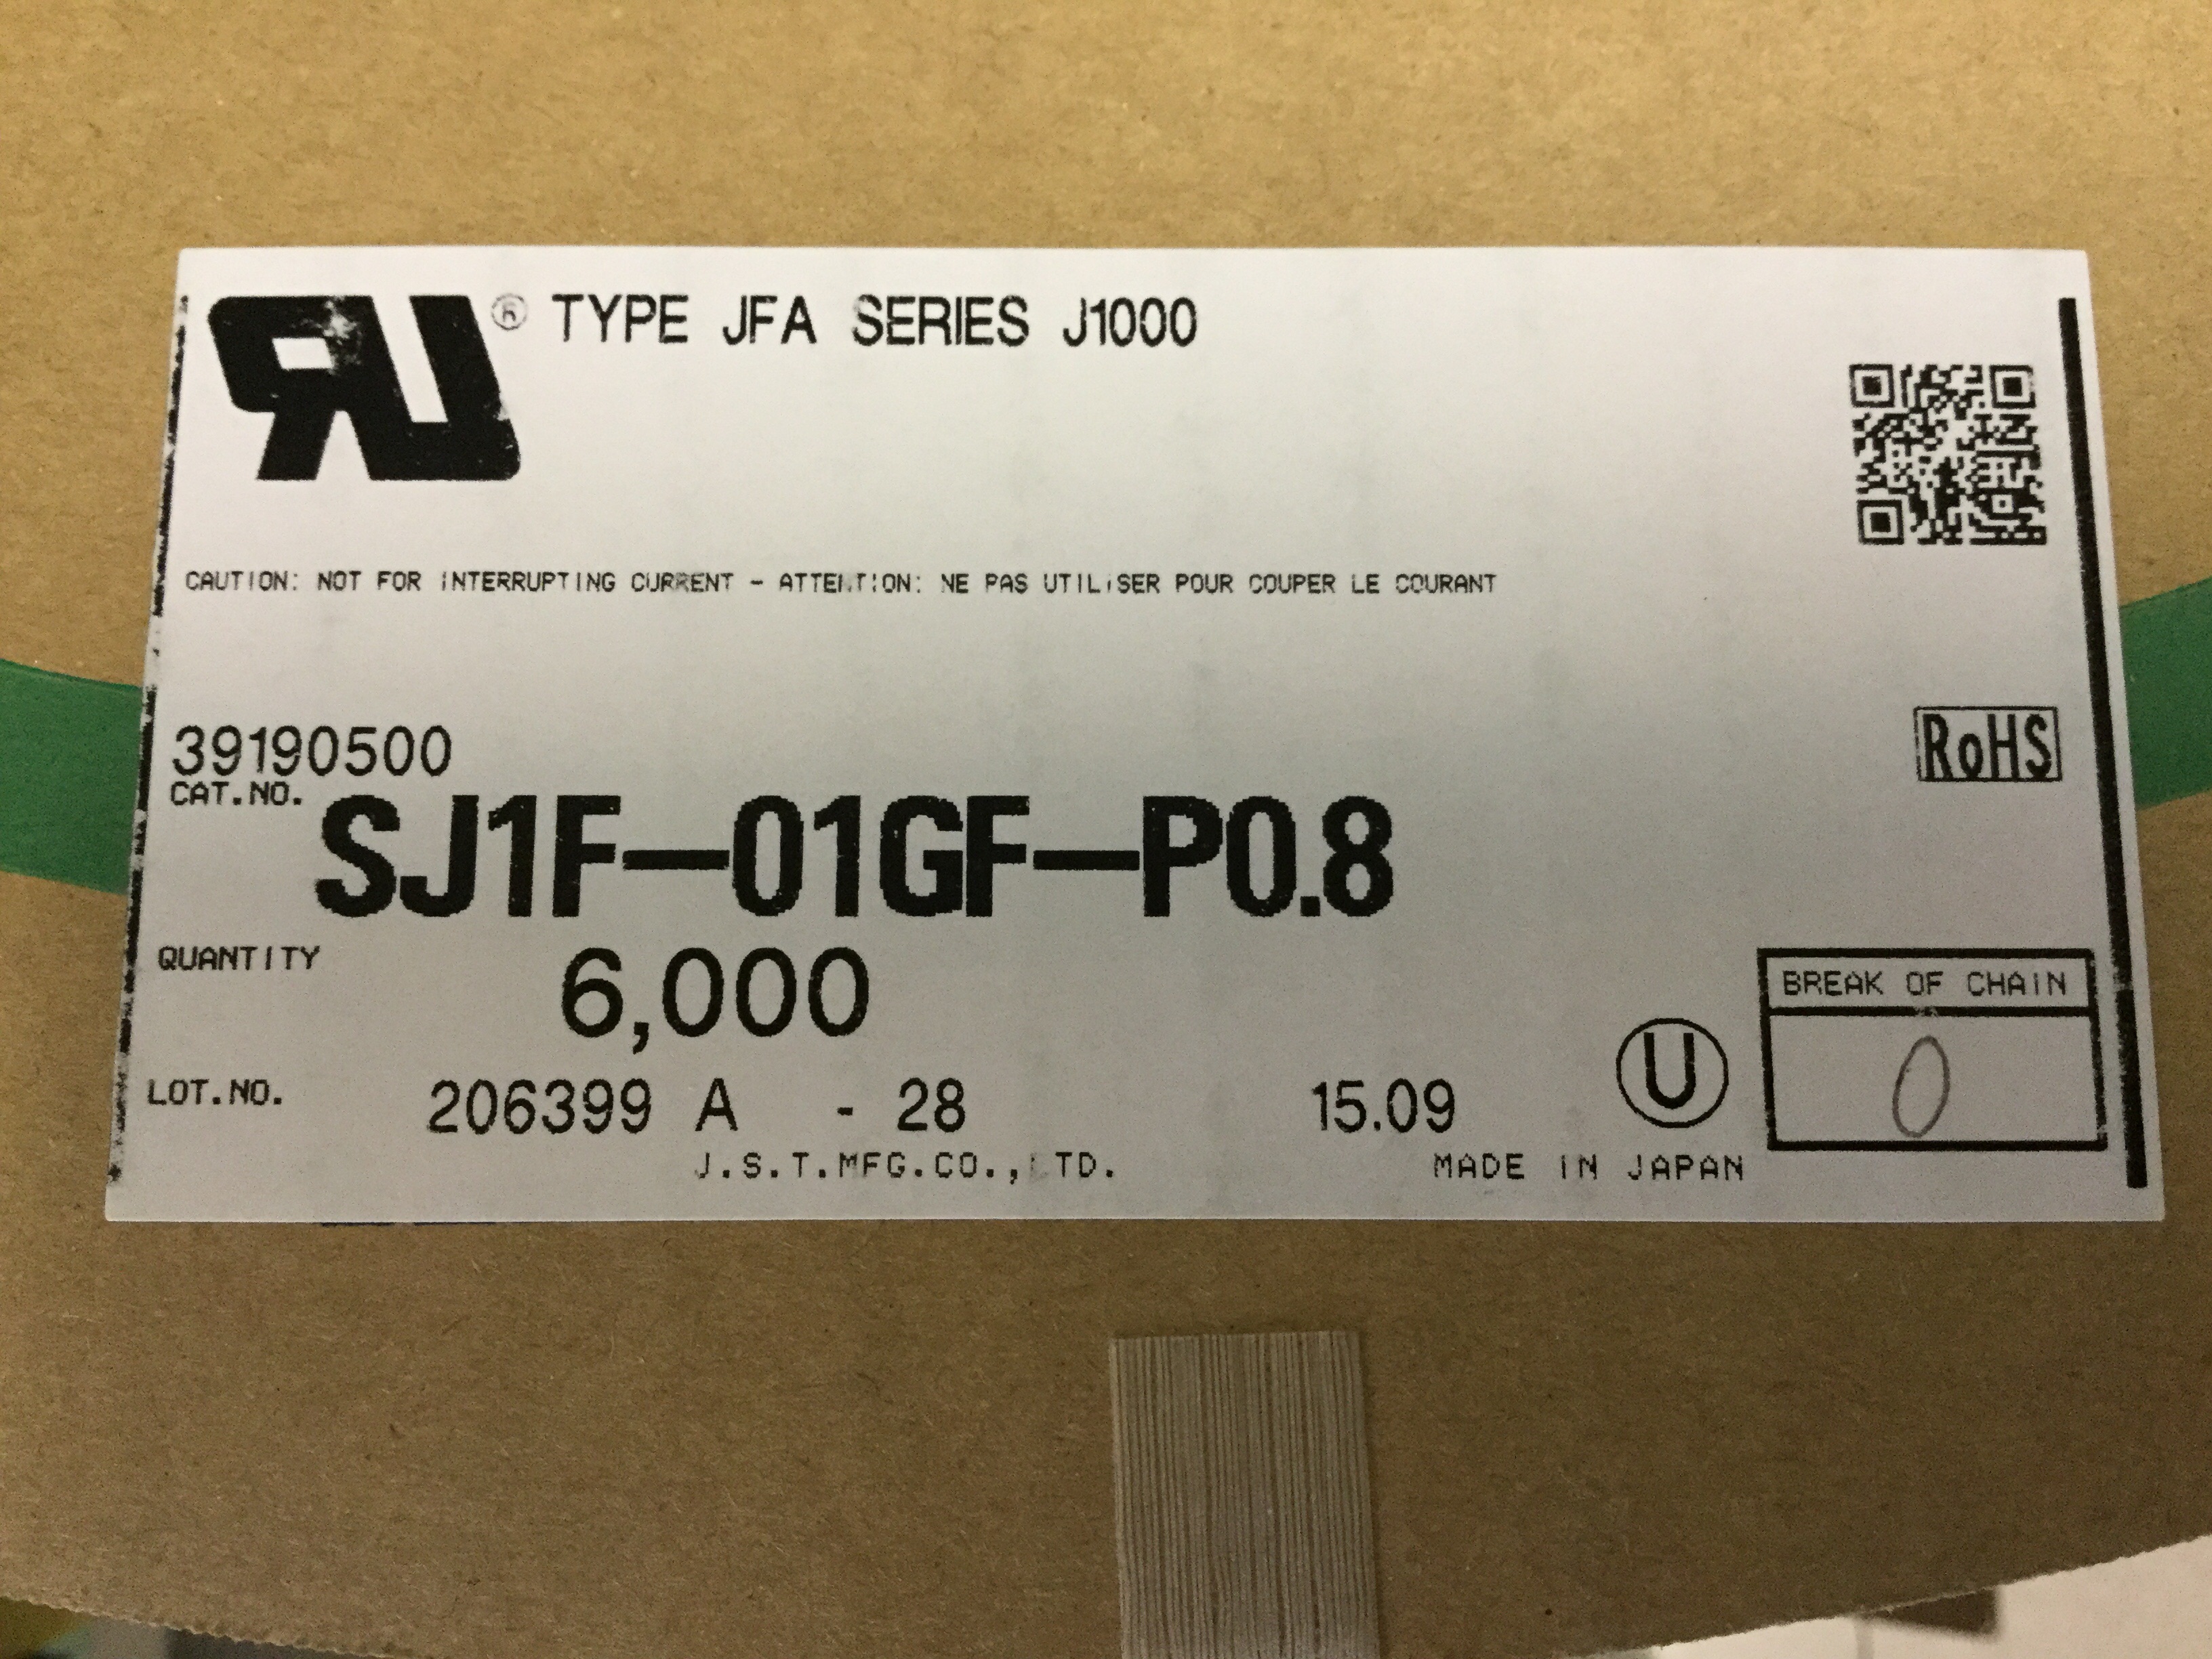 RU ® TYPE JFA SERIES J1000
CAUTION: NOT FOR INTERRUPTING CURRENT - ATTENTION: NE PAS UTILISER POUR COUPER LE COURANT
39190500
RoHS
CAT.NO. SJ1F-01GF-P0.8
QUANTITY 6,000
BREAK OF CHAIN
0
LOT.NO. 206399 A - 28 15.09 U
J.S.T.MFG.CO.,LTD. MADE IN JAPAN